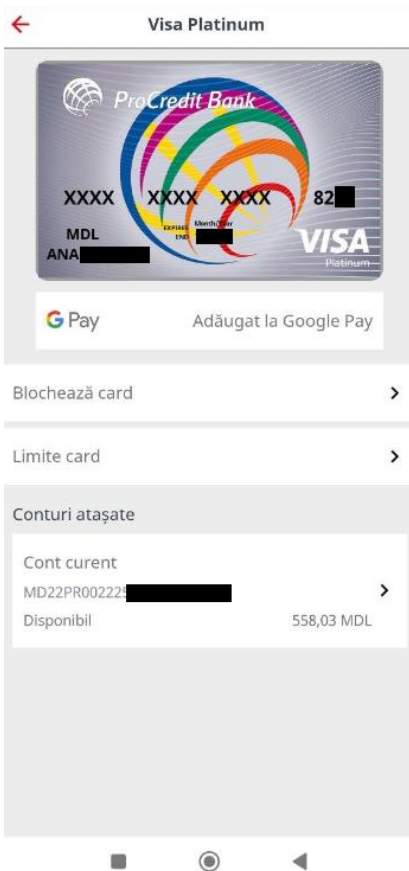 Visa Platinum
ProCredit Bank
XXXX XXXX XXXX 82
Month/Year
EXPIRES
END
MDL
ANA
VISA
Platinum
G Pay Adăugat la Google Pay
Blochează card
Limite card
Conturi atașate
Cont curent
MD22PR002225
Disponibil 558,03 MDL